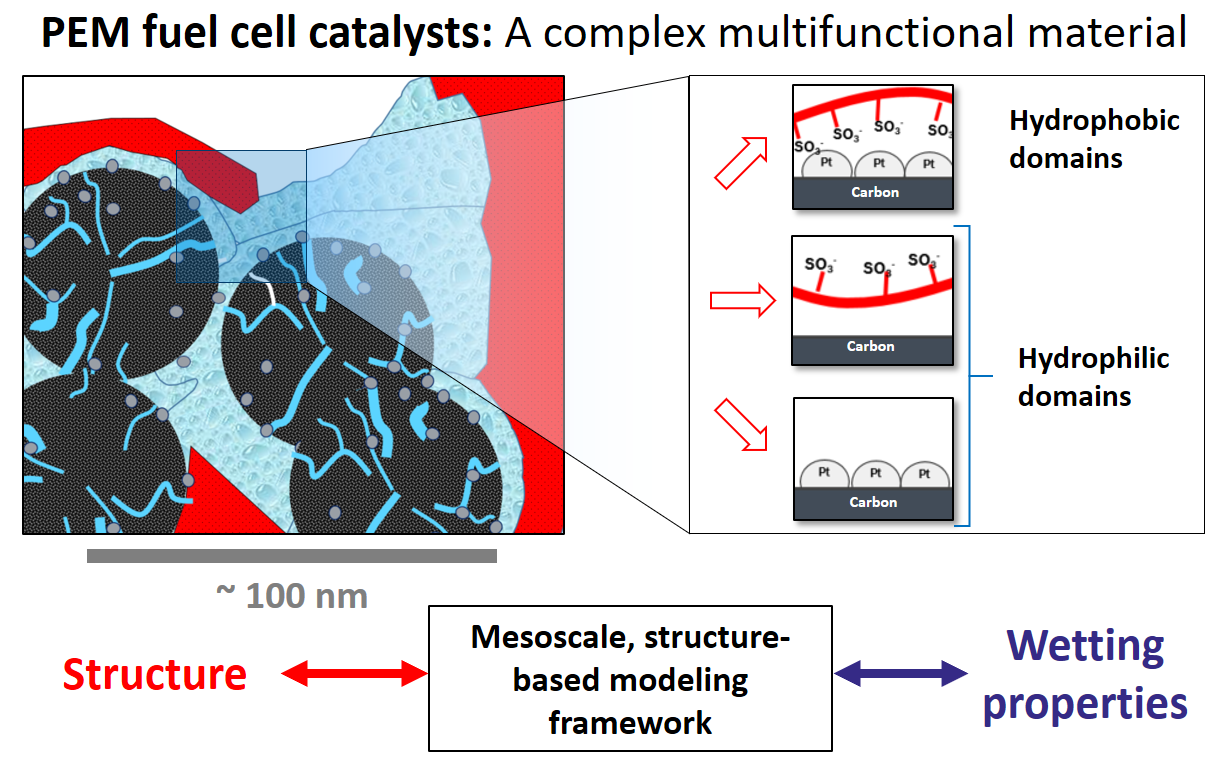 PEM fuel cell catalysts: A complex multifunctional material
SO₃⁻ SO₃⁻ SO₃⁻ SO₃
Pt Pt Pt
Carbon
Hydrophobic
domains
SO₃⁻ SO₃⁻ SO₃⁻
Carbon
Hydrophilic
domains
Pt Pt Pt
Carbon
~ 100 nm
Structure
Mesoscale, structure-
based modeling
framework
Wetting
properties